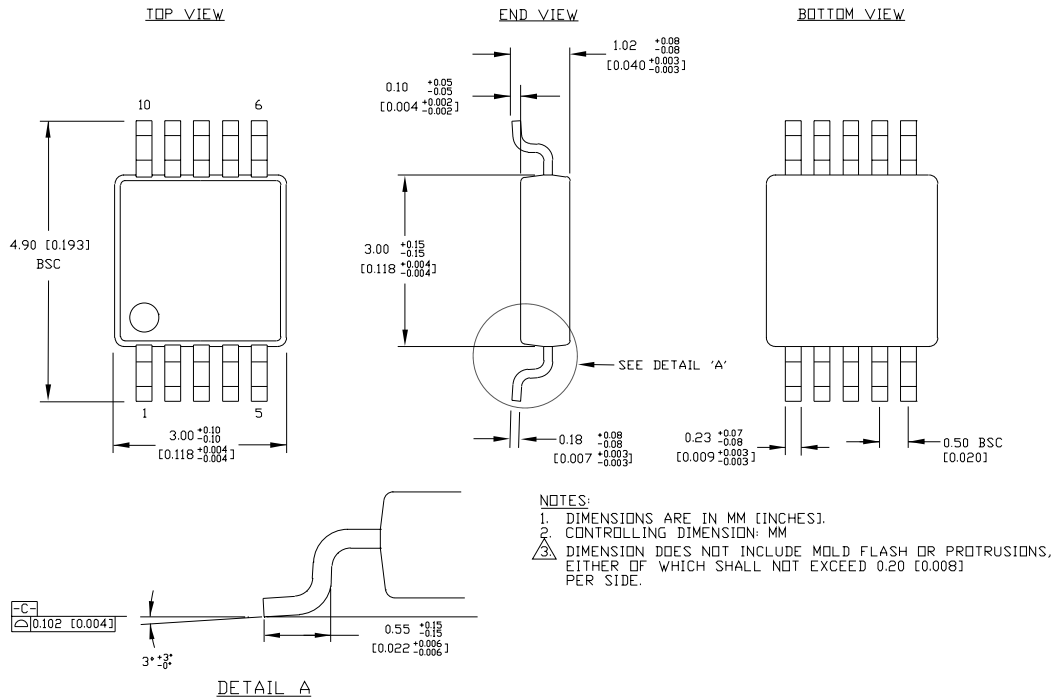 TOP VIEW
END VIEW
BOTTOM VIEW
1.02 +0.08 -0.08
[0.040 +0.003 -0.003]
0.10 +0.05 -0.05
[0.004 +0.002 -0.002]
10 6
4.90 [0.193]
BSC
3.00 +0.15 -0.15
[0.118 +0.004 -0.004]
SEE DETAIL 'A'
1 5
3.00 +0.10 -0.10
[0.118 +0.004 -0.004]
0.18 +0.08 -0.08
[0.007 +0.003 -0.003]
0.23 +0.07 -0.08
[0.009 +0.003 -0.003]
0.50 BSC
[0.020]
NOTES:
1. DIMENSIONS ARE IN MM [INCHES].
2. CONTROLLING DIMENSION: MM
3. DIMENSION DOES NOT INCLUDE MOLD FLASH OR PROTRUSIONS,
EITHER OF WHICH SHALL NOT EXCEED 0.20 [0.008]
PER SIDE.
-C-
0.102 [0.004]
3° +3° -0°
0.55 +0.15 -0.15
[0.022 +0.006 -0.006]
DETAIL A